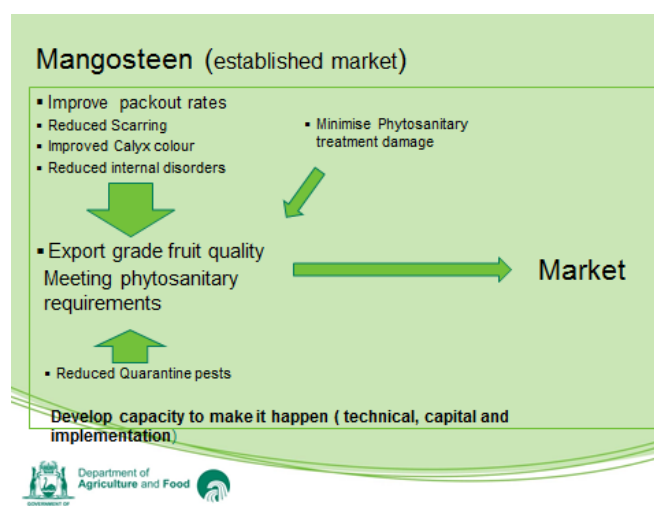 Mangosteen (established market)
▪ Improve packout rates
▪ Reduced Scarring
▪ Improved Calyx colour
▪ Reduced internal disorders
▪ Minimise Phytosanitary
treatment damage
▪ Export grade fruit quality
Meeting phytosanitary
requirements
Market
▪ Reduced Quarantine pests
Develop capacity to make it happen ( technical, capital and
implementation)
Department of
Agriculture and Food
GOVERNMENT OF